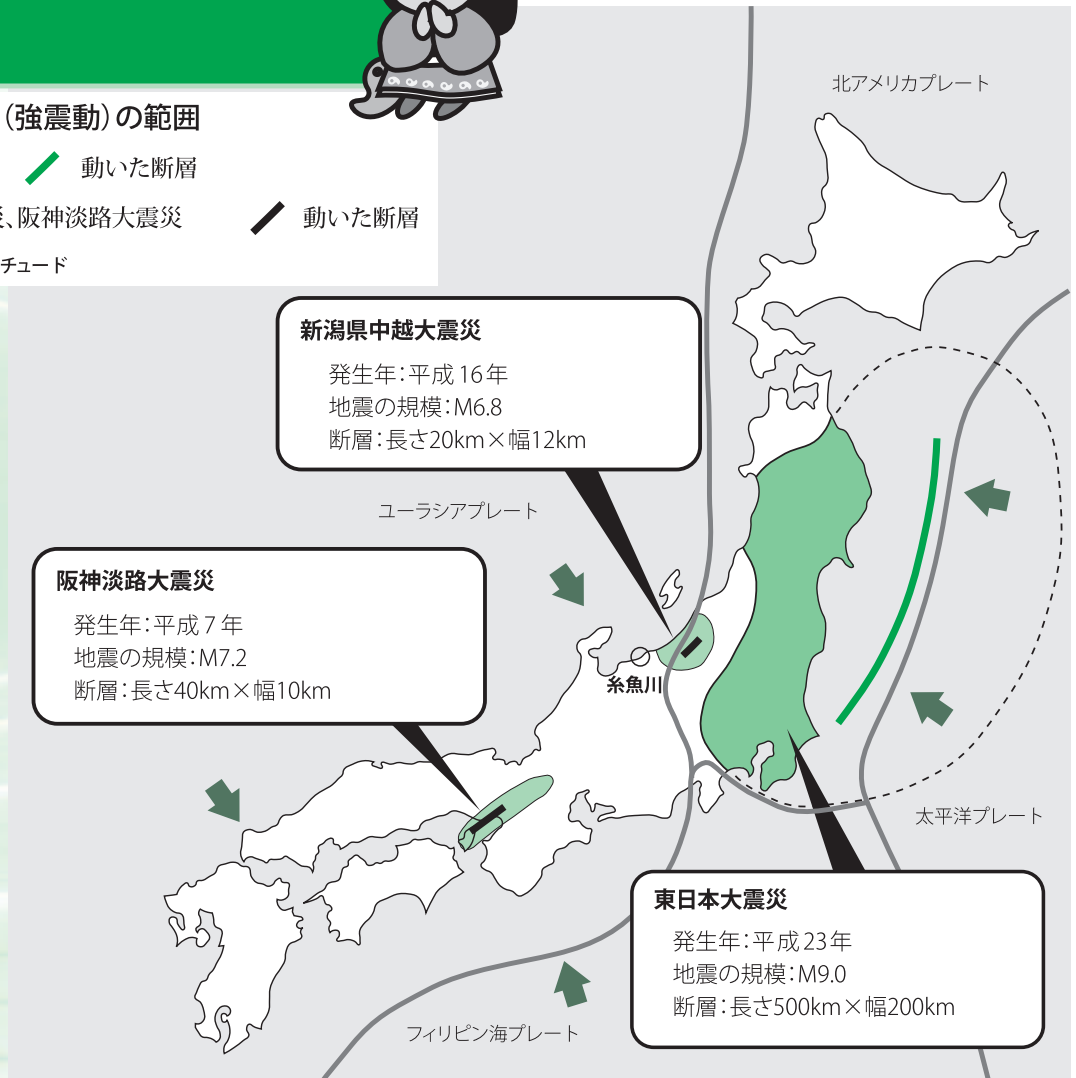 （強震動）の範囲
動いた断層
、阪神淡路大震災 動いた断層
チュード
北アメリカプレート
新潟県中越大震災
発生年：平成16年
地震の規模：M6.8
断層：長さ20km×幅12km
ユーラシアプレート
阪神淡路大震災
発生年：平成7年
地震の規模：M7.2
断層：長さ40km×幅10km
糸魚川
太平洋プレート
東日本大震災
発生年：平成23年
地震の規模：M9.0
断層：長さ500km×幅200km
フィリピン海プレート